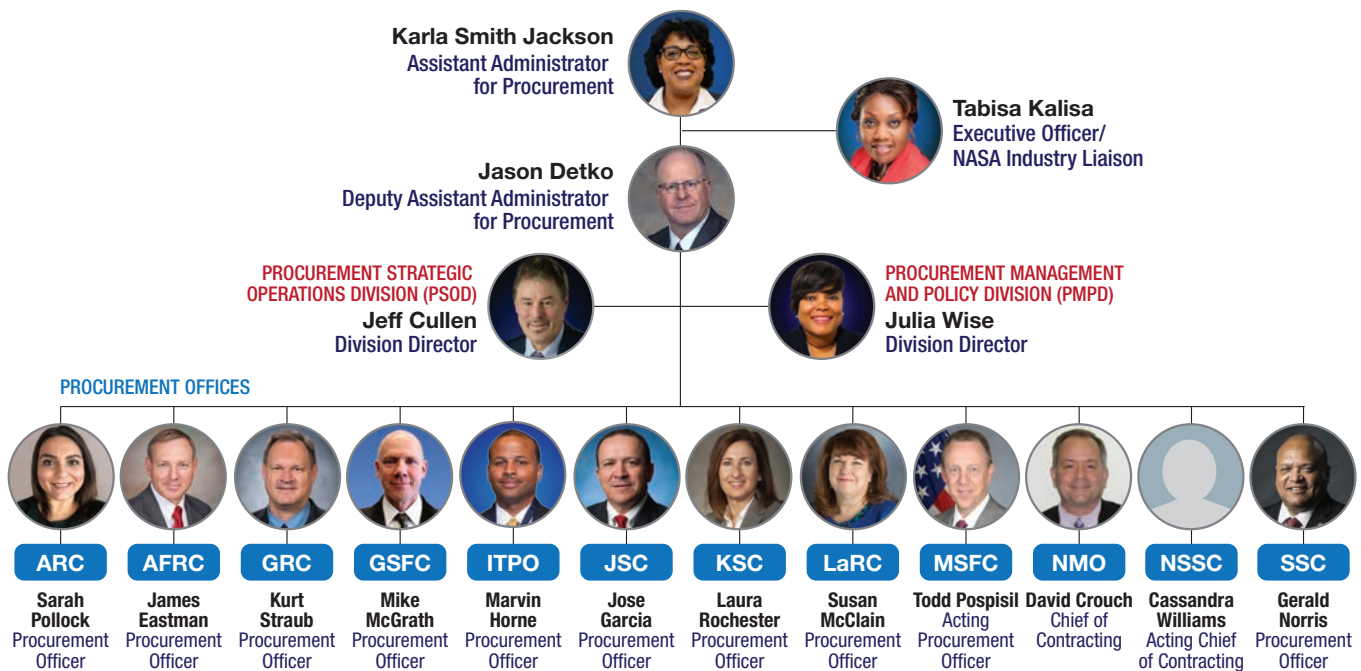 Karla Smith Jackson
Assistant Administrator
for Procurement
Tabisa Kalisa
Executive Officer/
NASA Industry Liaison
Jason Detko
Deputy Assistant Administrator
for Procurement
PROCUREMENT STRATEGIC
OPERATIONS DIVISION (PSOD)
Jeff Cullen
Division Director
PROCUREMENT MANAGEMENT
AND POLICY DIVISION (PMPD)
Julia Wise
Division Director
PROCUREMENT OFFICES
ARC
Sarah
Pollock
Procurement
Officer
AFRC
James
Eastman
Procurement
Officer
GRC
Kurt
Straub
Procurement
Officer
GSFC
Mike
McGrath
Procurement
Officer
ITPO
Marvin
Horne
Procurement
Officer
JSC
Jose
Garcia
Procurement
Officer
KSC
Laura
Rochester
Procurement
Officer
LaRC
Susan
McClain
Procurement
Officer
MSFC
Todd Pospisil
Acting
Procurement
Officer
NMO
David Crouch
Chief of
Contracting
NSSC
Cassandra
Williams
Acting Chief
of Contracting
SSC
Gerald
Norris
Procurement
Officer